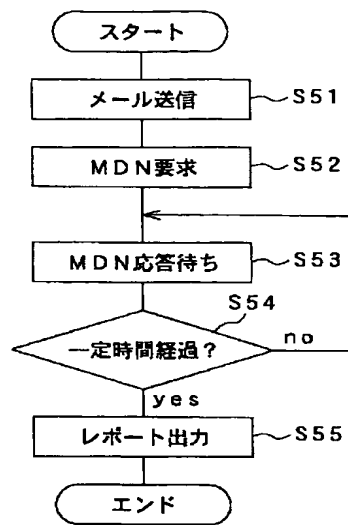 スタート
メール送信 S51
MDN要求 S52
MDN応答待ち S53
S54
一定時間経過? no
yes
レポート出力 S55
エンド